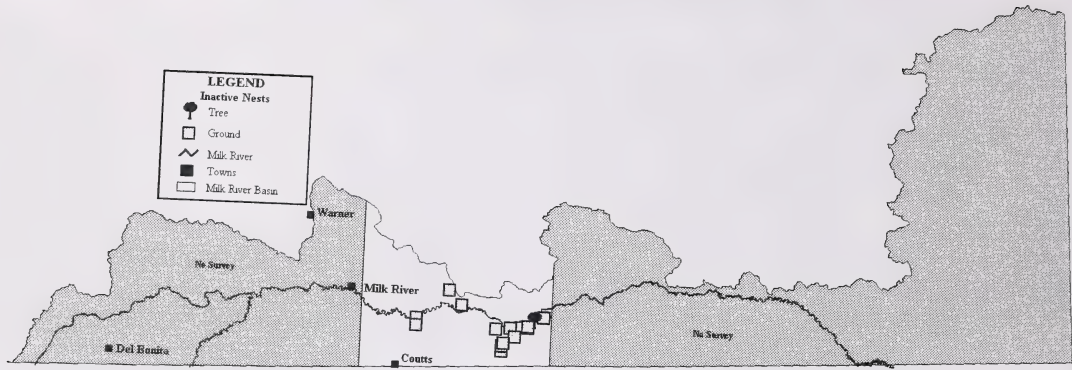 LEGEND
Inactive Nests
Tree
Ground
Milk River
Towns
Milk River Basin
Warner
No Survey
Milk River
Del Bonita
Coutts
No Survey